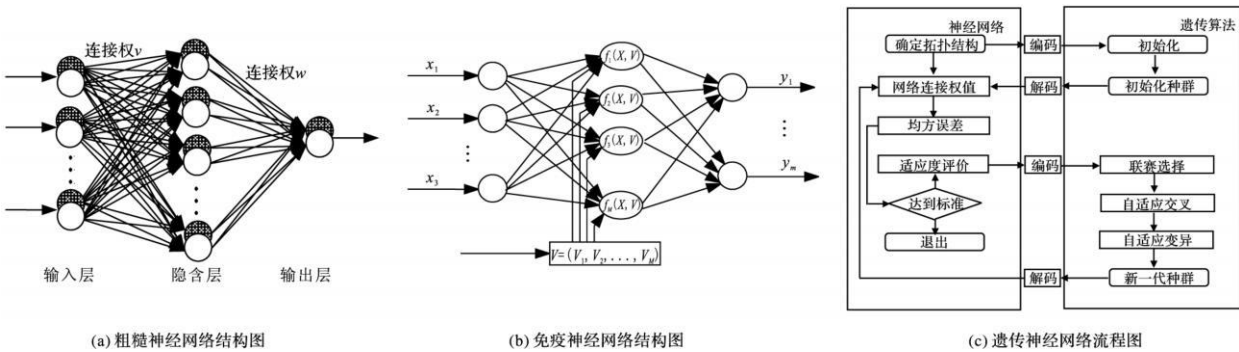 连接权v
连接权w
输入层
隐含层
输出层
(a) 粗糙神经网络结构图
x₁
x₂
⋮
x₃
f₁(X, V)
f₂(X, V)
f₃(X, V)
f_M(X, V)
V=(V₁, V₂, ..., V_M)
y₁
⋮
y_m
(b) 免疫神经网络结构图
神经网络
遗传算法
确定拓扑结构
编码
初始化
网络连接权值
解码
初始化种群
均方误差
适应度评价
编码
联赛选择
达到标准
自适应交叉
退出
自适应变异
解码
新一代种群
(c) 遗传神经网络流程图